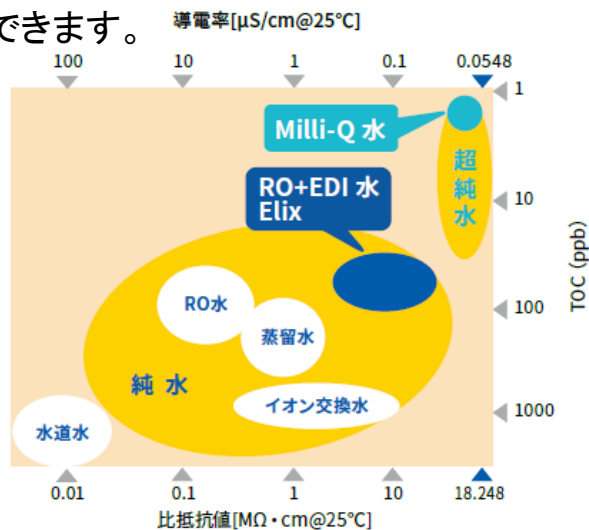 できます。
導電率[μS/cm@25℃]
100 10 1 0.1 0.0548
1
Milli-Q 水
超純水
RO+EDI 水
Elix
10
TOC (ppb)
RO水
100
蒸留水
純 水
イオン交換水
1000
水道水
0.01 0.1 1 10 18.248
比抵抗値[MΩ・cm@25℃]